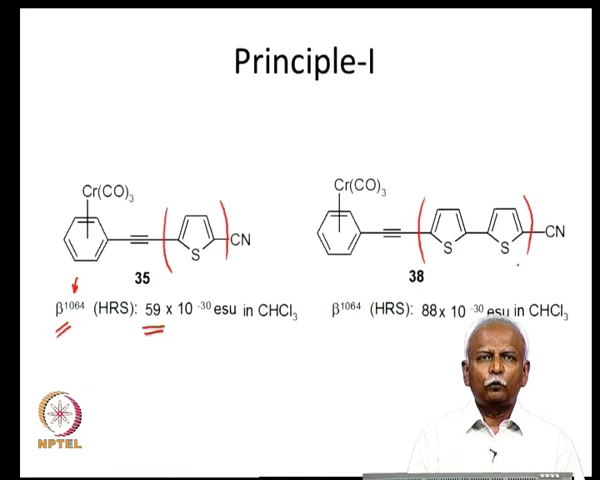 Principle-I
Cr(CO)3
S
CN
35
β1064 (HRS): 59 x 10 -30 esu in CHCl3
Cr(CO)3
S
S
CN
38
β1064 (HRS): 88 x 10 -30 esu in CHCl3
NPTEL